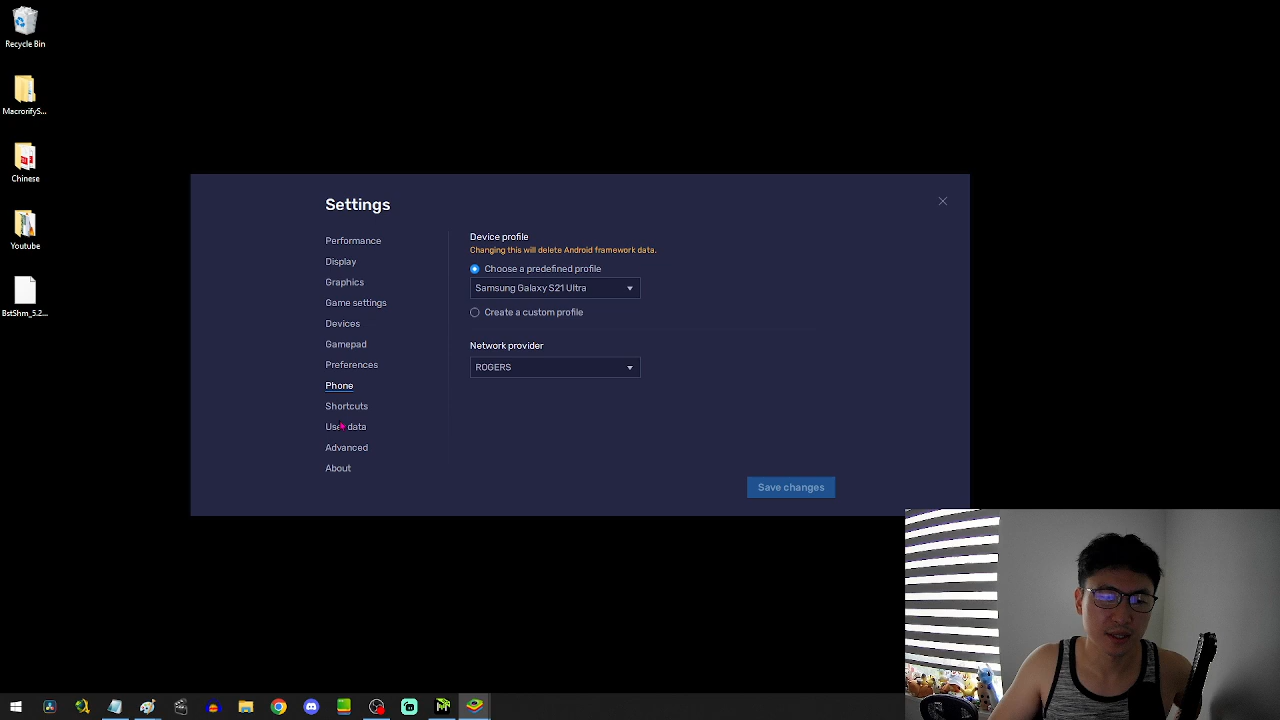 Recycle Bin
MacrorifyS...
Chinese
Youtube
BstShm_5.2...
Settings
Performance
Display
Graphics
Game settings
Devices
Gamepad
Preferences
Phone
Shortcuts
User data
Advanced
About
Device profile
Changing this will delete Android framework data.
Choose a predefined profile
Samsung Galaxy S21 Ultra
Create a custom profile
Network provider
ROGERS
Save changes